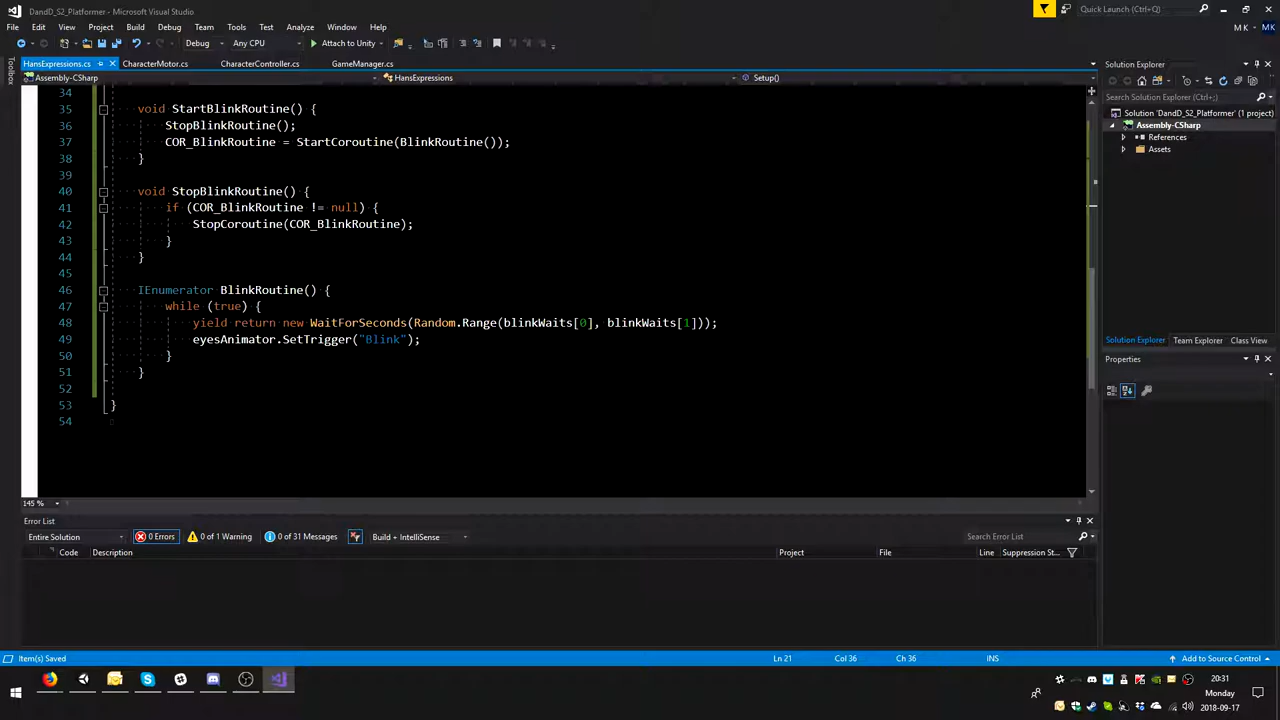 DandD_S2_Platformer - Microsoft Visual Studio
Quick Launch (Ctrl+;)
File Edit View Project Build Debug Team Tools Test Analyze Window Help
M K MK
Debug Any CPU Attach to Unity
HansExpressions.cs CharacterMotor.cs CharacterController.cs GameManager.cs
Assembly-CSharp HansExpressions Setup()
Toolbox
34
35 void StartBlinkRoutine() {
36 StopBlinkRoutine();
37 COR_BlinkRoutine = StartCoroutine(BlinkRoutine());
38 }
39
40 void StopBlinkRoutine() {
41 if (COR_BlinkRoutine != null) {
42 StopCoroutine(COR_BlinkRoutine);
43 }
44 }
45
46 IEnumerator BlinkRoutine() {
47 while (true) {
48 yield return new WaitForSeconds(Random.Range(blinkWaits[0], blinkWaits[1]));
49 eyesAnimator.SetTrigger("Blink");
50 }
51 }
52
53 }
54
145 %
Solution Explorer
Search Solution Explorer (Ctrl+;)
Solution 'DandD_S2_Platformer' (1 project)
Assembly-CSharp
References
Assets
Solution Explorer Team Explorer Class View
Properties
Error List
Entire Solution 0 Errors 0 of 1 Warning 0 of 31 Messages Build + IntelliSense Search Error List
Code Description Project File Line Suppression St...
Item(s) Saved Ln 21 Col 36 Ch 36 INS Add to Source Control
20:31
Monday
2018-09-17